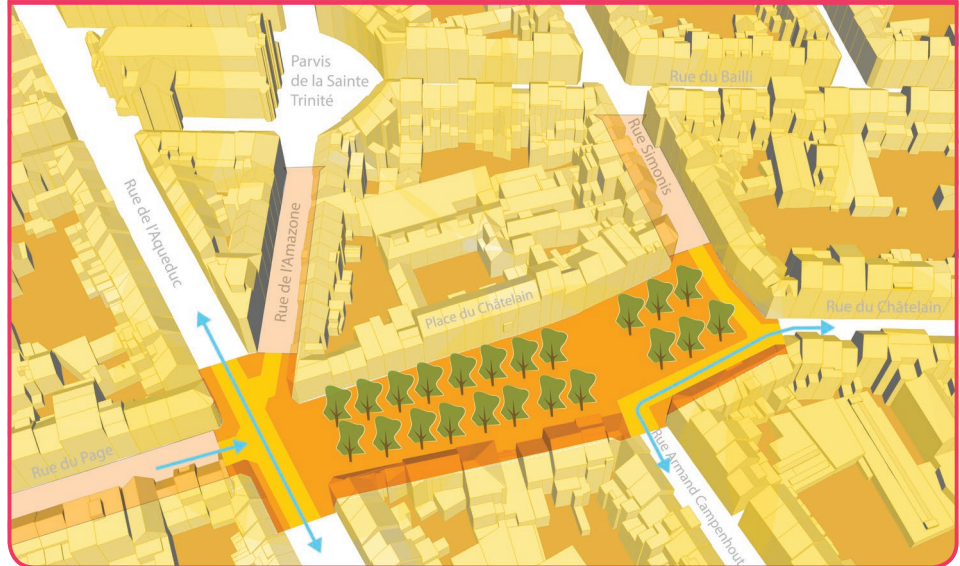 Parvis
de la Sainte
Trinité
Rue du Bailli
Rue Simonis
Rue de l'Aqueduc
Rue de l'Amazone
Place du Châtelain
Rue du Châtelain
Rue du Page
Rue Armand Campenhout